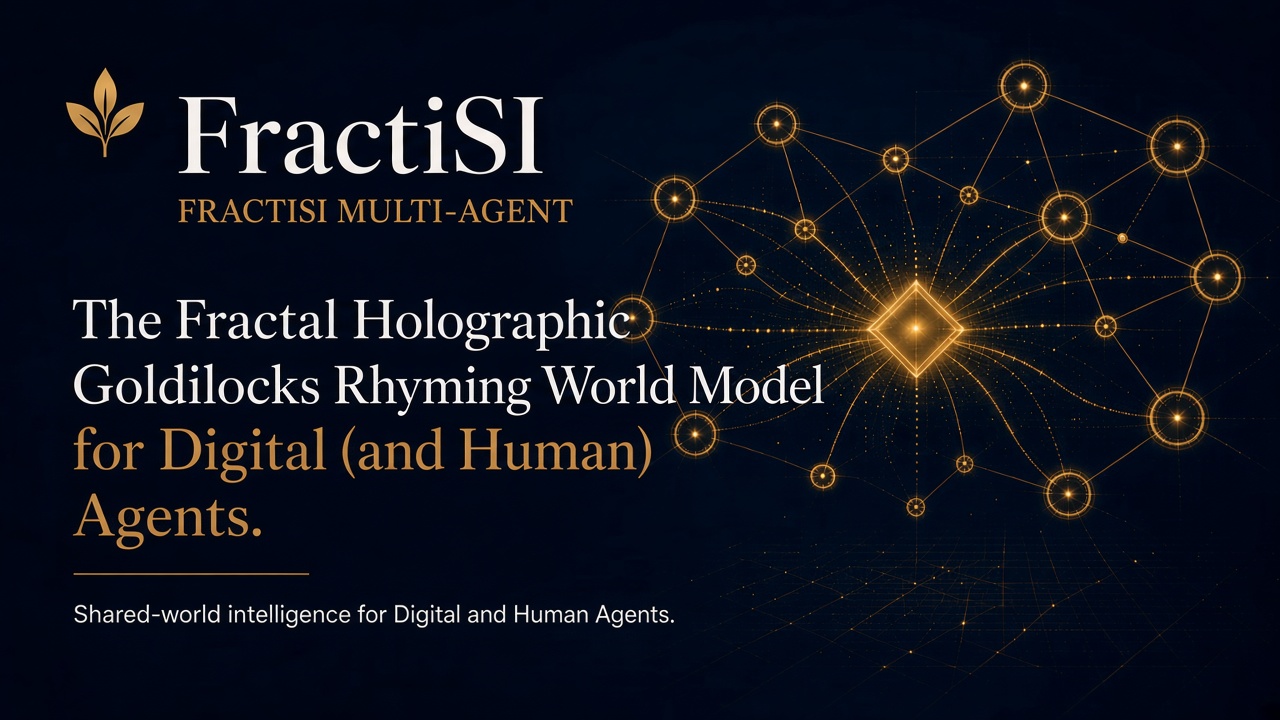 FractiSI
FRACTISI MULTI-AGENT
The Fractal Holographic
Goldilocks Rhyming World Model
for Digital (and Human)
Agents.
Shared-world intelligence for Digital and Human Agents.